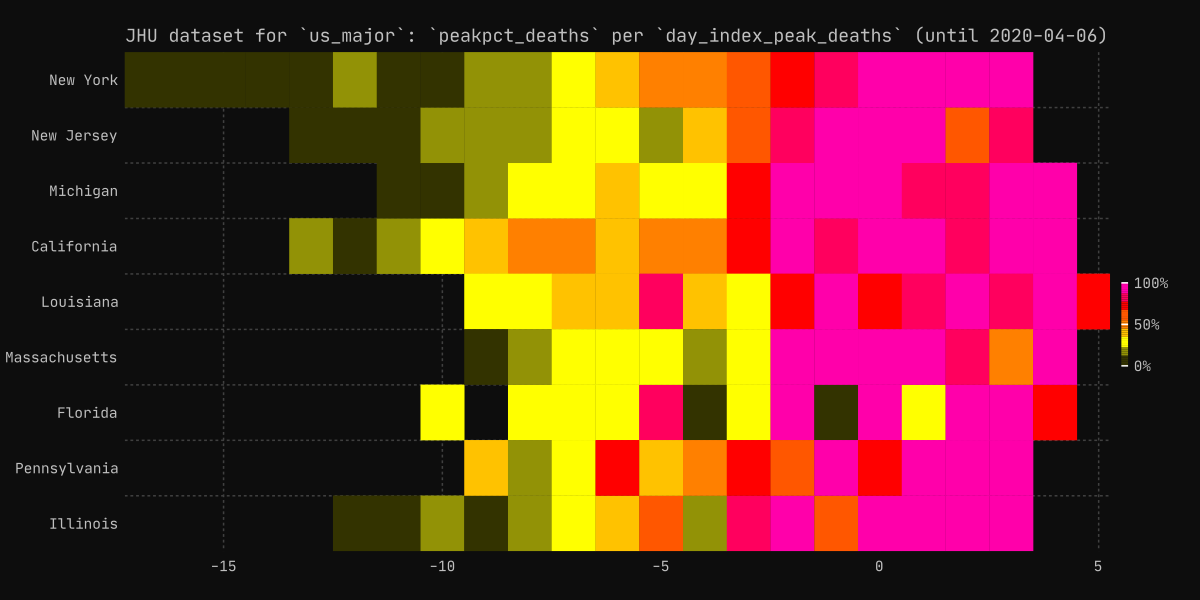 JHU dataset for `us_major`: `peakpct_deaths` per `day_index_peak_deaths` (until 2020-04-06)
New York
New Jersey
Michigan
California
Louisiana
Massachusetts
Florida
Pennsylvania
Illinois
100%
50%
0%
-15 -10 -5 0 5